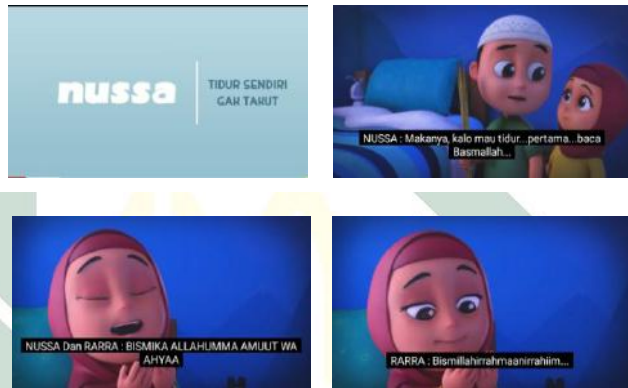 nussa
TIDUR SENDIRI
GAK TAKUT
NUSSA : Makanya, kalo mau tidur...pertama...baca
Basmallah...
NUSSA Dan RARRA : BISMIKA ALLAHUMMA AMUUT WA
AHYAA
RARRA : Bismillahirrahmaanirrahiim...